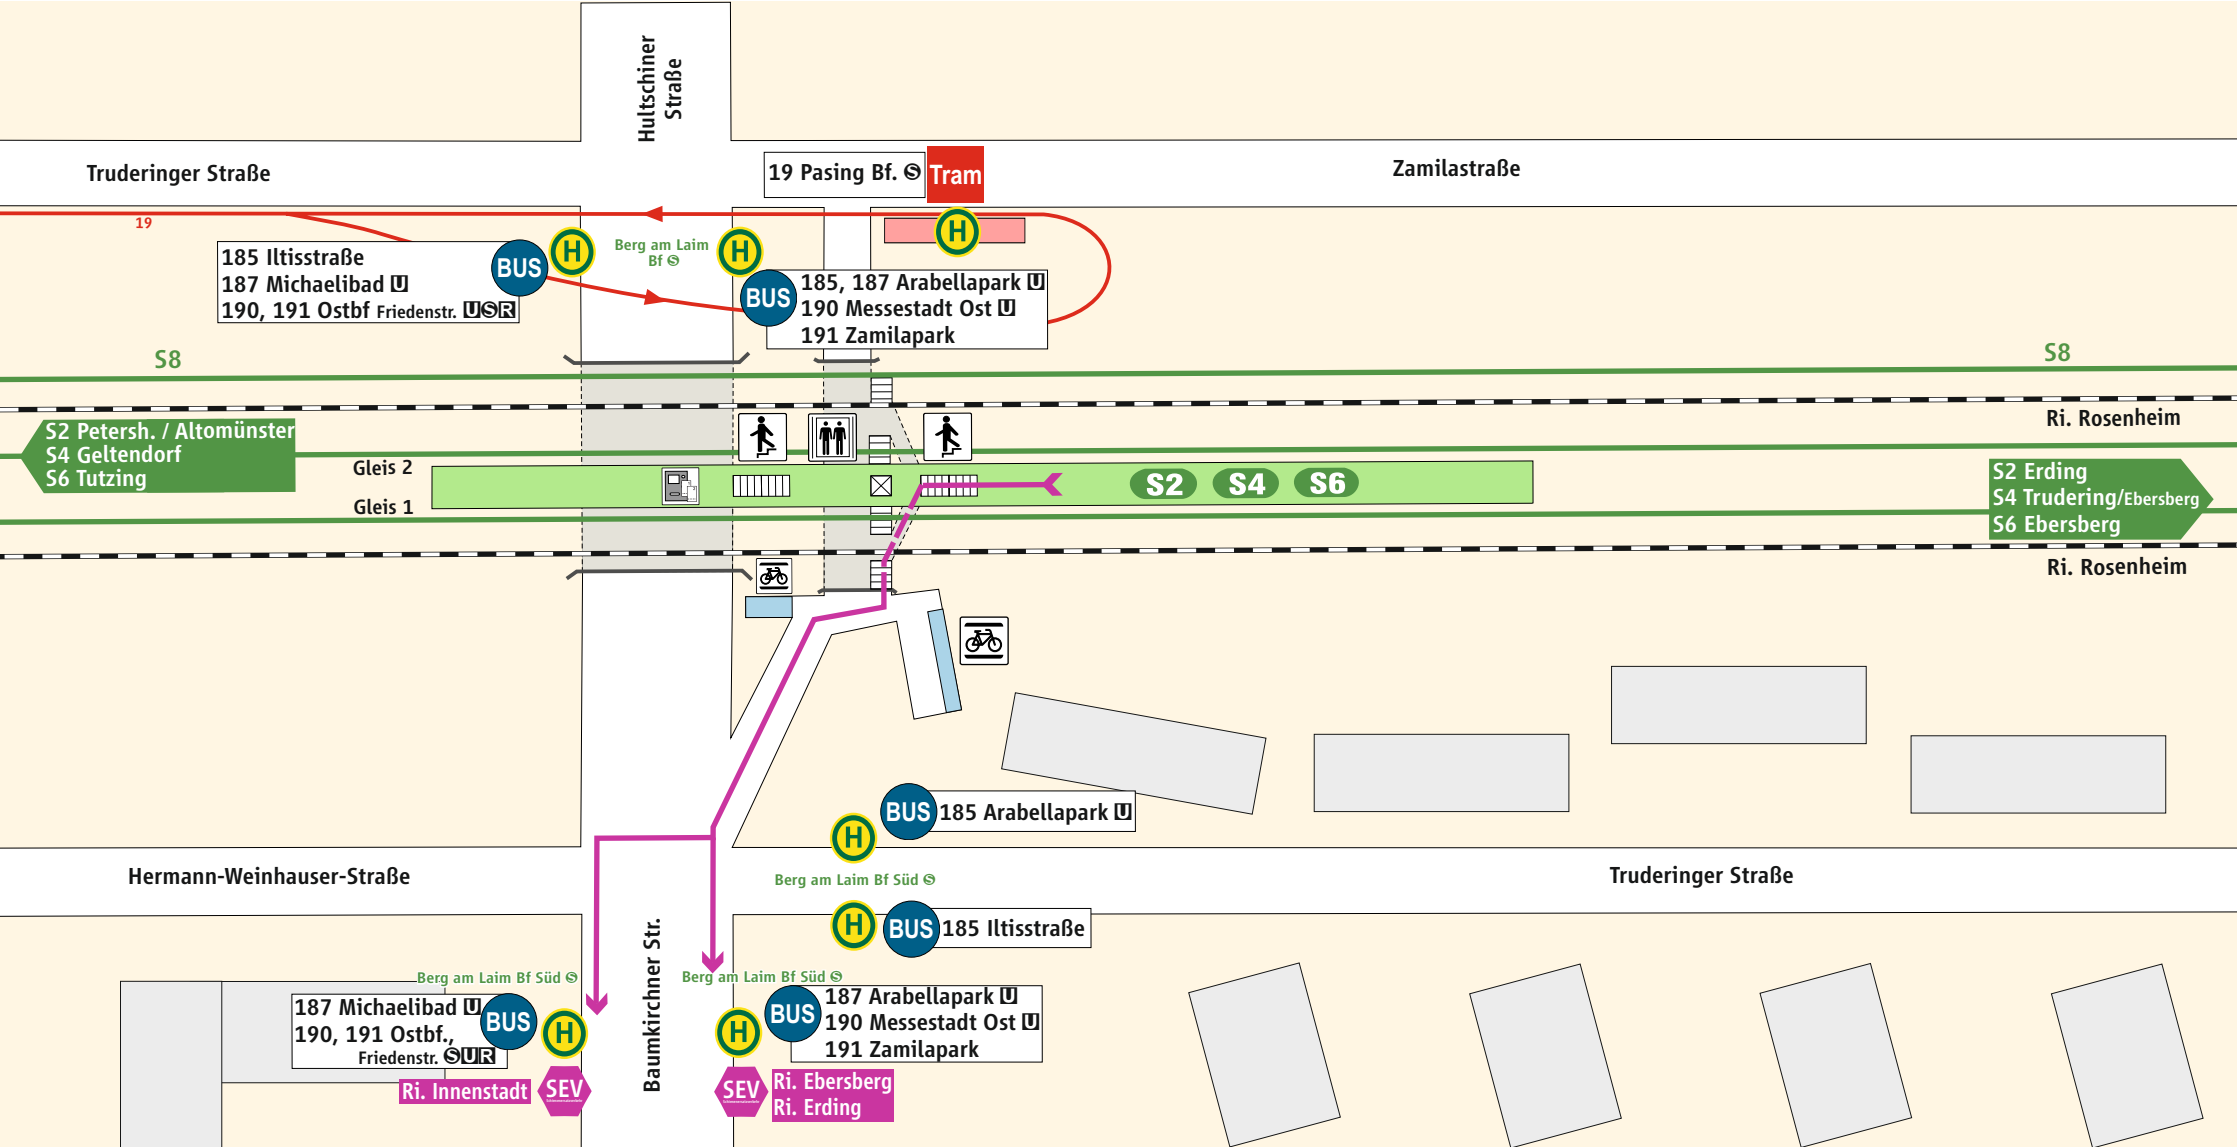 Hultschiner
Straße
Truderinger Straße
19 Pasing Bf. S
Tram
Zamilastraße
19
H
Berg am Laim
Bf S
H
H
185 Iltisstraße
187 Michaelibad U
190, 191 Ostbf Friedenstr. U S R
BUS
BUS
185, 187 Arabellapark U
190 Messestadt Ost U
191 Zamilapark
S8
S8
S2 Petersh. / Altomünster
S4 Geltendorf
S6 Tutzing
Ri. Rosenheim
Gleis 2
Gleis 1
S2 S4 S6
S2 Erding
S4 Trudering/Ebersberg
S6 Ebersberg
Ri. Rosenheim
BUS
185 Arabellapark U
H
Hermann-Weinhauser-Straße
Berg am Laim Bf Süd S
Truderinger Straße
H
BUS
185 Iltisstraße
Baumkirchner Str.
Berg am Laim Bf Süd S
Berg am Laim Bf Süd S
187 Michaelibad U
190, 191 Ostbf.,
Friedenstr. S U R
BUS
H
H
BUS
187 Arabellapark U
190 Messestadt Ost U
191 Zamilapark
Ri. Innenstadt
SEV
SEV
Ri. Ebersberg
Ri. Erding